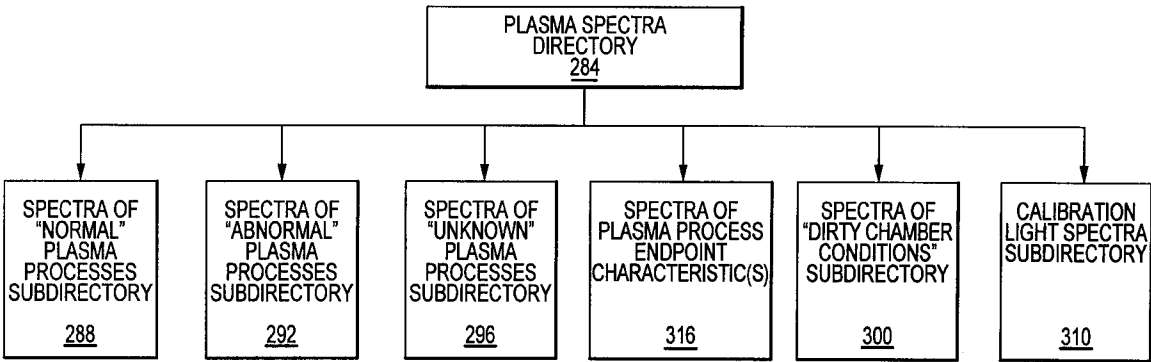 PLASMA SPECTRA
DIRECTORY
284
SPECTRA OF
"NORMAL"
PLASMA
PROCESSES
SUBDIRECTORY
288
SPECTRA OF
"ABNORMAL"
PLASMA
PROCESSES
SUBDIRECTORY
292
SPECTRA OF
"UNKNOWN"
PLASMA
PROCESSES
SUBDIRECTORY
296
SPECTRA OF
PLASMA PROCESS
ENDPOINT
CHARACTERISTIC(S)
316
SPECTRA OF
"DIRTY CHAMBER
CONDITIONS"
SUBDIRECTORY
300
CALIBRATION
LIGHT SPECTRA
SUBDIRECTORY
310